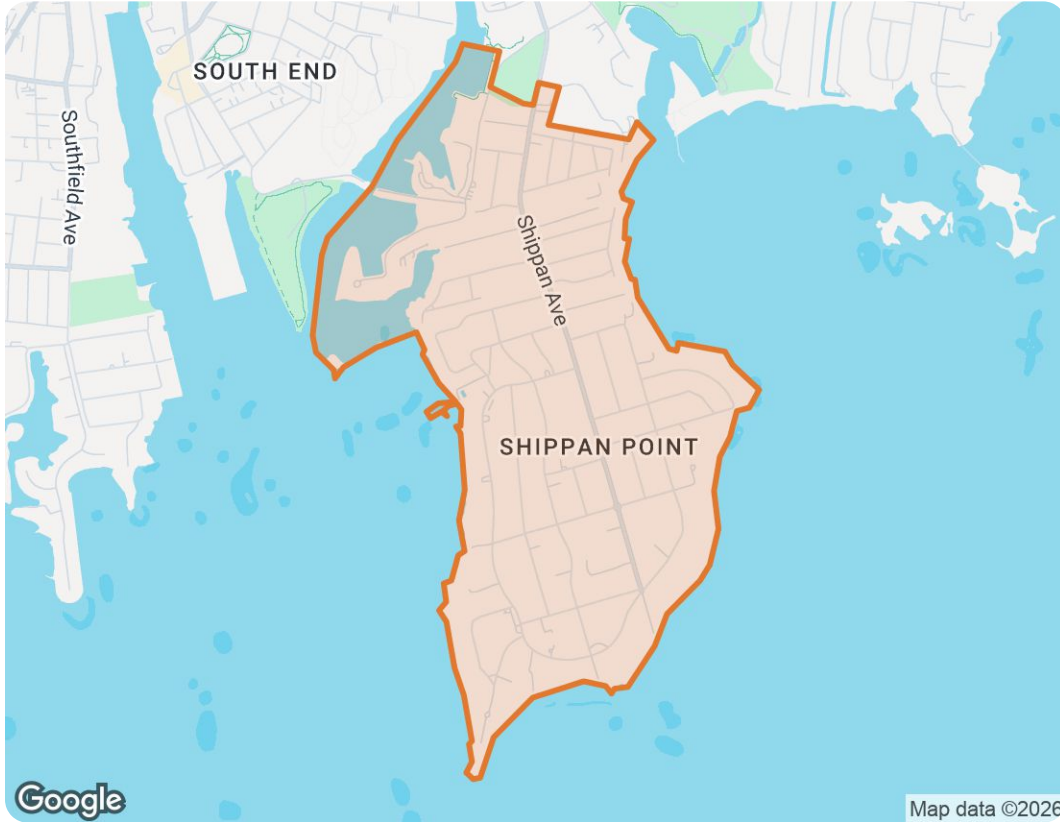 SOUTH END
Southfield Ave
Shippan Ave
SHIPPAN POINT
Google
Map data ©2026